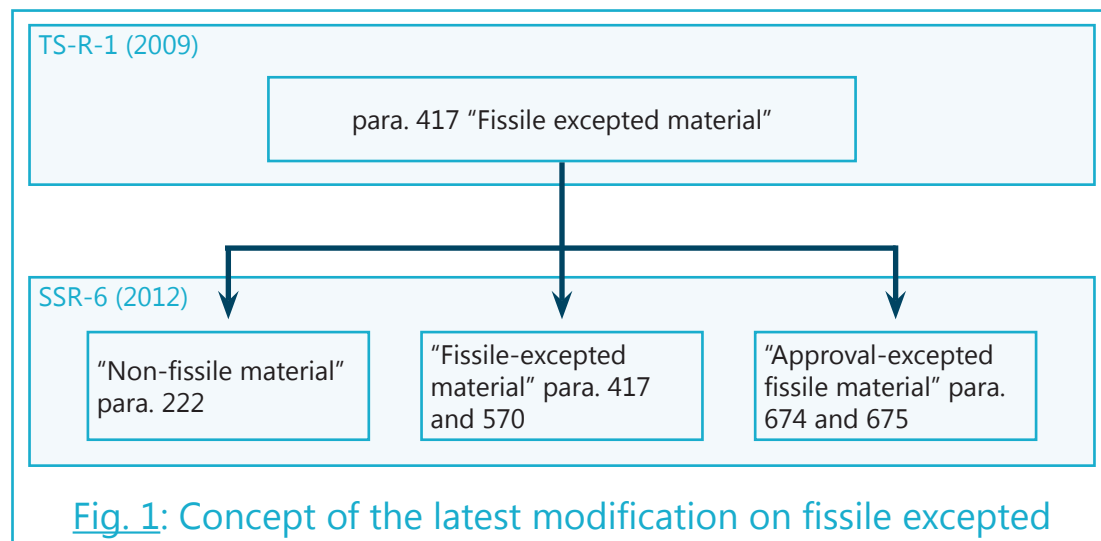 TS-R-1 (2009)
para. 417 “Fissile excepted material”
SSR-6 (2012)
“Non-fissile material”
para. 222
“Fissile-excepted
material” para. 417
and 570
“Approval-excepted
fissile material” para.
674 and 675
Fig. 1: Concept of the latest modification on fissile excepted